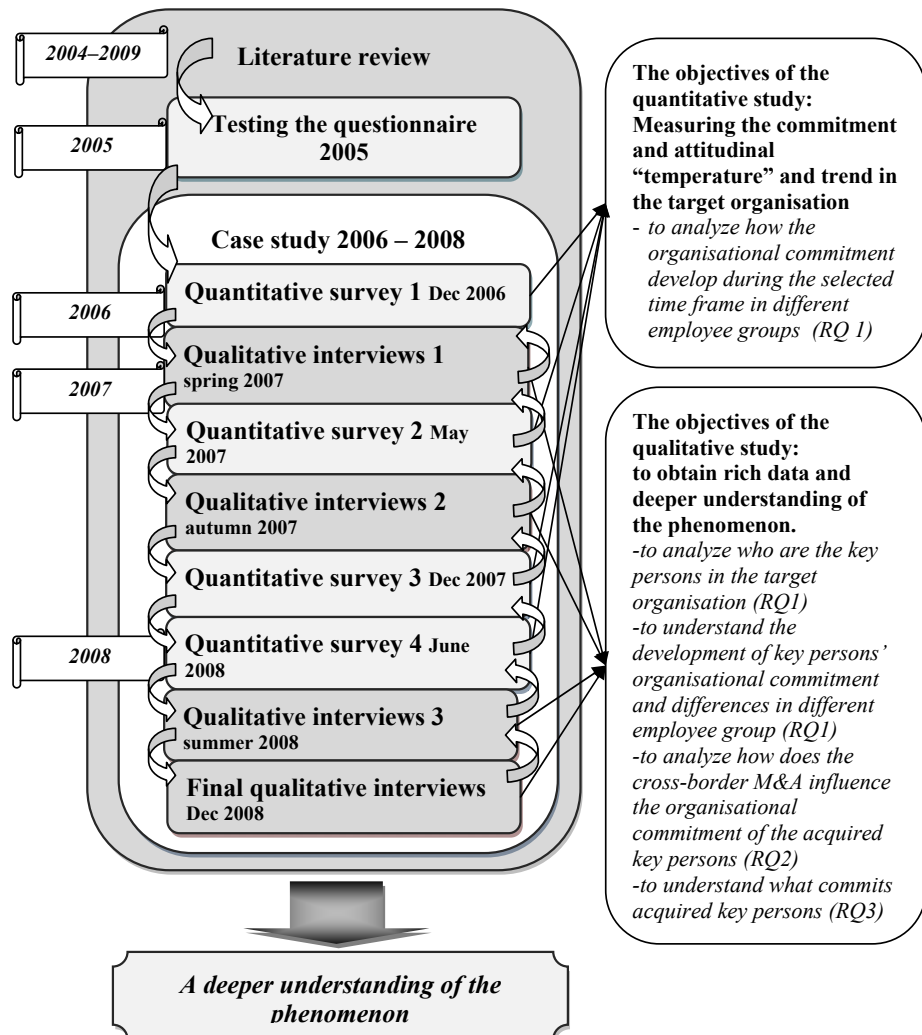 2004–2009
Literature review
2005
Testing the questionnaire
2005
Case study 2006 – 2008
2006
Quantitative survey 1 Dec 2006
Qualitative interviews 1
spring 2007
2007
Quantitative survey 2 May
2007
Qualitative interviews 2
autumn 2007
Quantitative survey 3 Dec 2007
2008
Quantitative survey 4 June
2008
Qualitative interviews 3
summer 2008
Final qualitative interviews
Dec 2008
The objectives of the
quantitative study:
Measuring the commitment
and attitudinal
“temperature” and trend in
the target organisation
- to analyze how the
organisational commitment
develop during the selected
time frame in different
employee groups (RQ 1)
The objectives of the
qualitative study:
to obtain rich data and
deeper understanding of
the phenomenon.
-to analyze who are the key
persons in the target
organisation (RQ1)
-to understand the
development of key persons’
organisational commitment
and differences in different
employee group (RQ1)
-to analyze how does the
cross-border M&A influence
the organisational
commitment of the acquired
key persons (RQ2)
-to understand what commits
acquired key persons (RQ3)
A deeper understanding of the
phenomenon